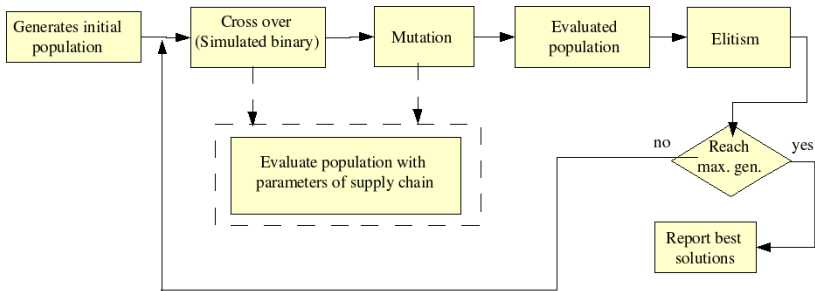 Generates initial
population
Cross over
(Simulated binary)
Mutation
Evaluated
population
Elitism
Evaluate population with
parameters of supply chain
no
Reach
max. gen.
yes
Report best
solutions